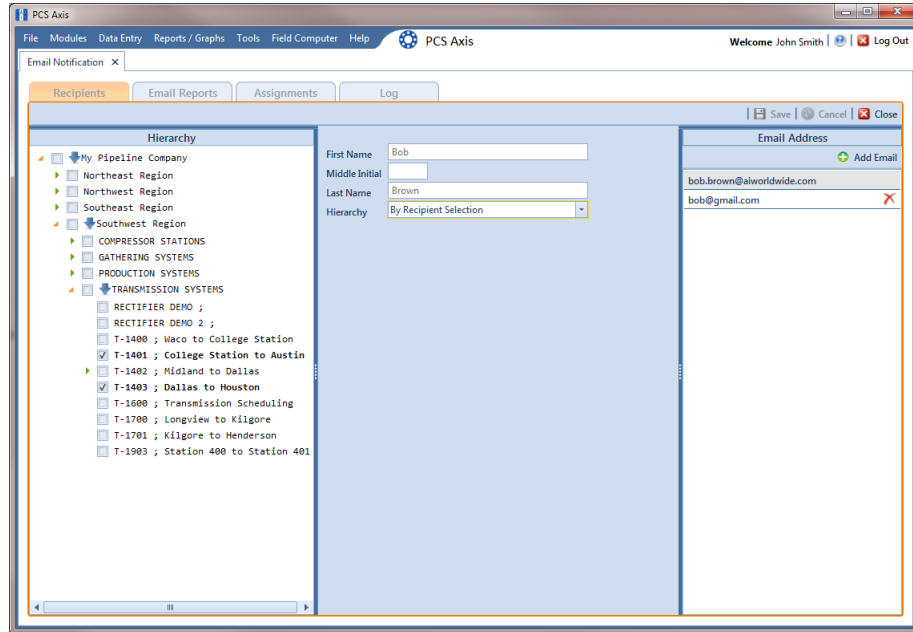 PCS Axis
File Modules Data Entry Reports / Graphs Tools Field Computer Help PCS Axis Welcome John Smith Log Out
Email Notification X
Recipients Email Reports Assignments Log
Save Cancel Close
Hierarchy
My Pipeline Company
Northeast Region
Northwest Region
Southeast Region
Southwest Region
COMPRESSOR STATIONS
GATHERING SYSTEMS
PRODUCTION SYSTEMS
TRANSMISSION SYSTEMS
RECTIFIER DEMO ;
RECTIFIER DEMO 2 ;
T-1400 ; Waco to College Station
T-1401 ; College Station to Austin
T-1402 ; Midland to Dallas
T-1403 ; Dallas to Houston
T-1600 ; Transmission Scheduling
T-1700 ; Longview to Kilgore
T-1701 ; Kilgore to Henderson
T-1903 ; Station 400 to Station 401
First Name Bob
Middle Initial
Last Name Brown
Hierarchy By Recipient Selection
Email Address
Add Email
bob.brown@aiworldwide.com
bob@gmail.com